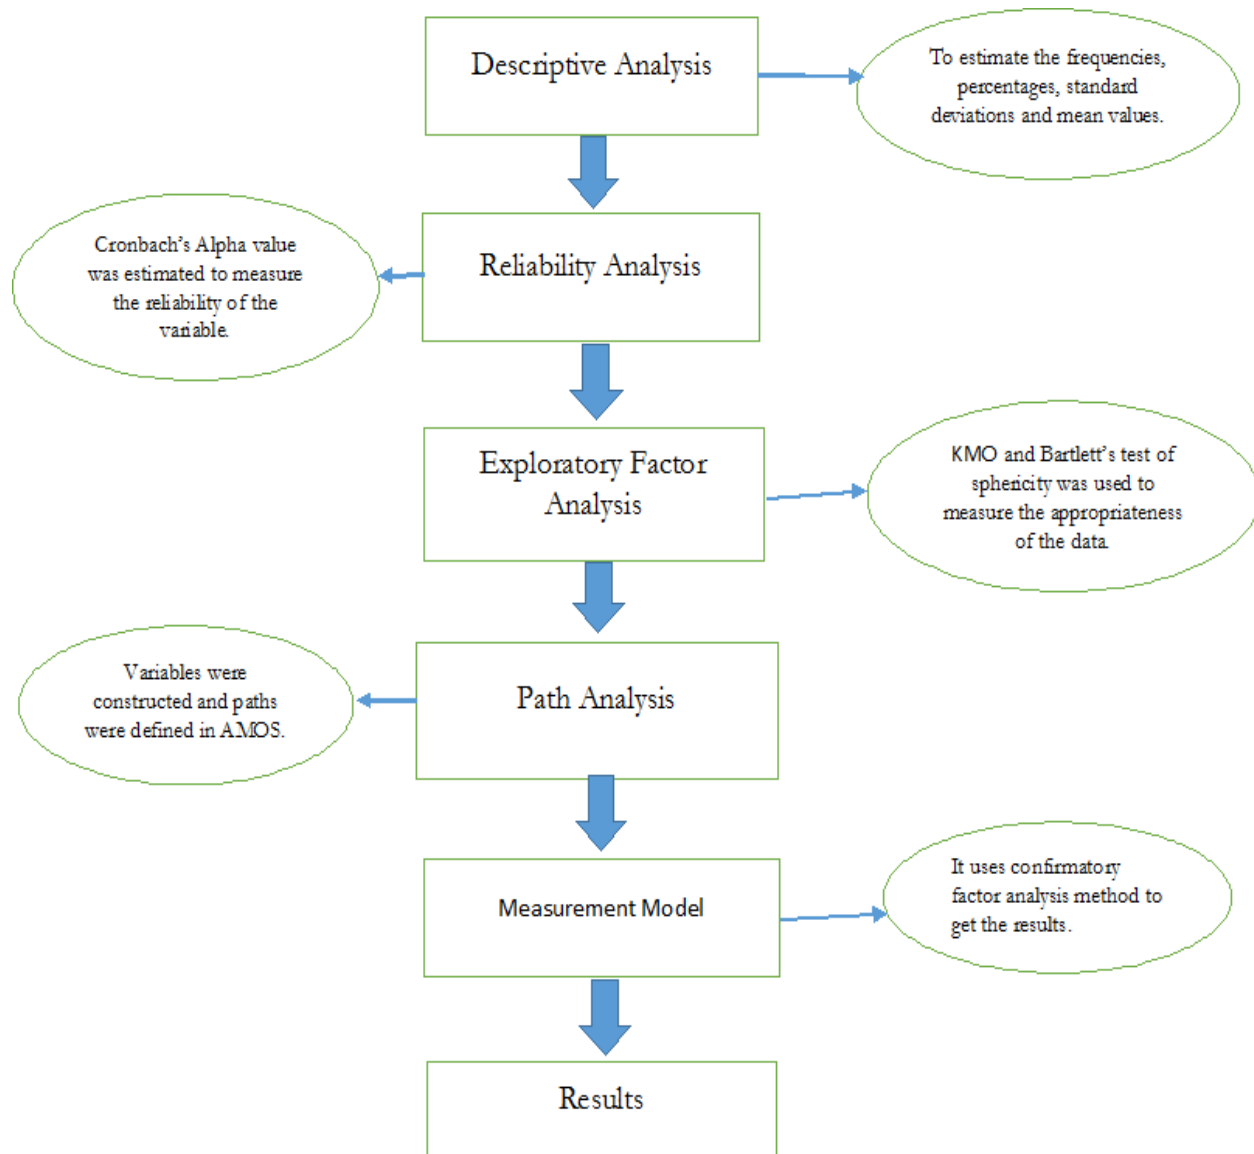 Descriptive Analysis
To estimate the frequencies,
percentages, standard
deviations and mean values.
Cronbach’s Alpha value
was estimated to measure
the reliability of the
variable.
Reliability Analysis
Exploratory Factor
Analysis
KMO and Bartlett’s test of
sphericity was used to
measure the appropriateness
of the data.
Variables were
constructed and paths
were defined in AMOS.
Path Analysis
Measurement Model
It uses confirmatory
factor analysis method to
get the results.
Results